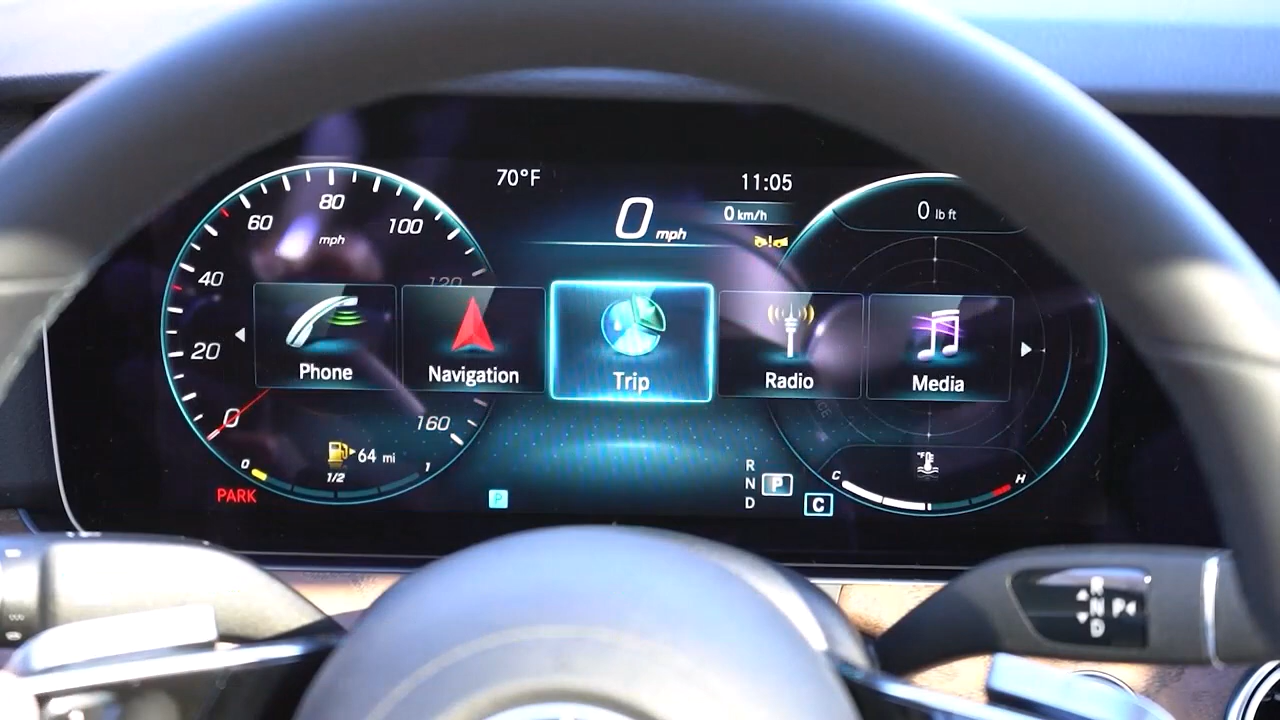 70°F
11:05
0 mph
0 km/h
0 lb ft
80
60
100
mph
40
120
20
0
160
Phone
Navigation
Trip
Radio
Media
64 mi
0
1/2
1
PARK
P
R
N
D
P
C
C
H
R
N
D
P